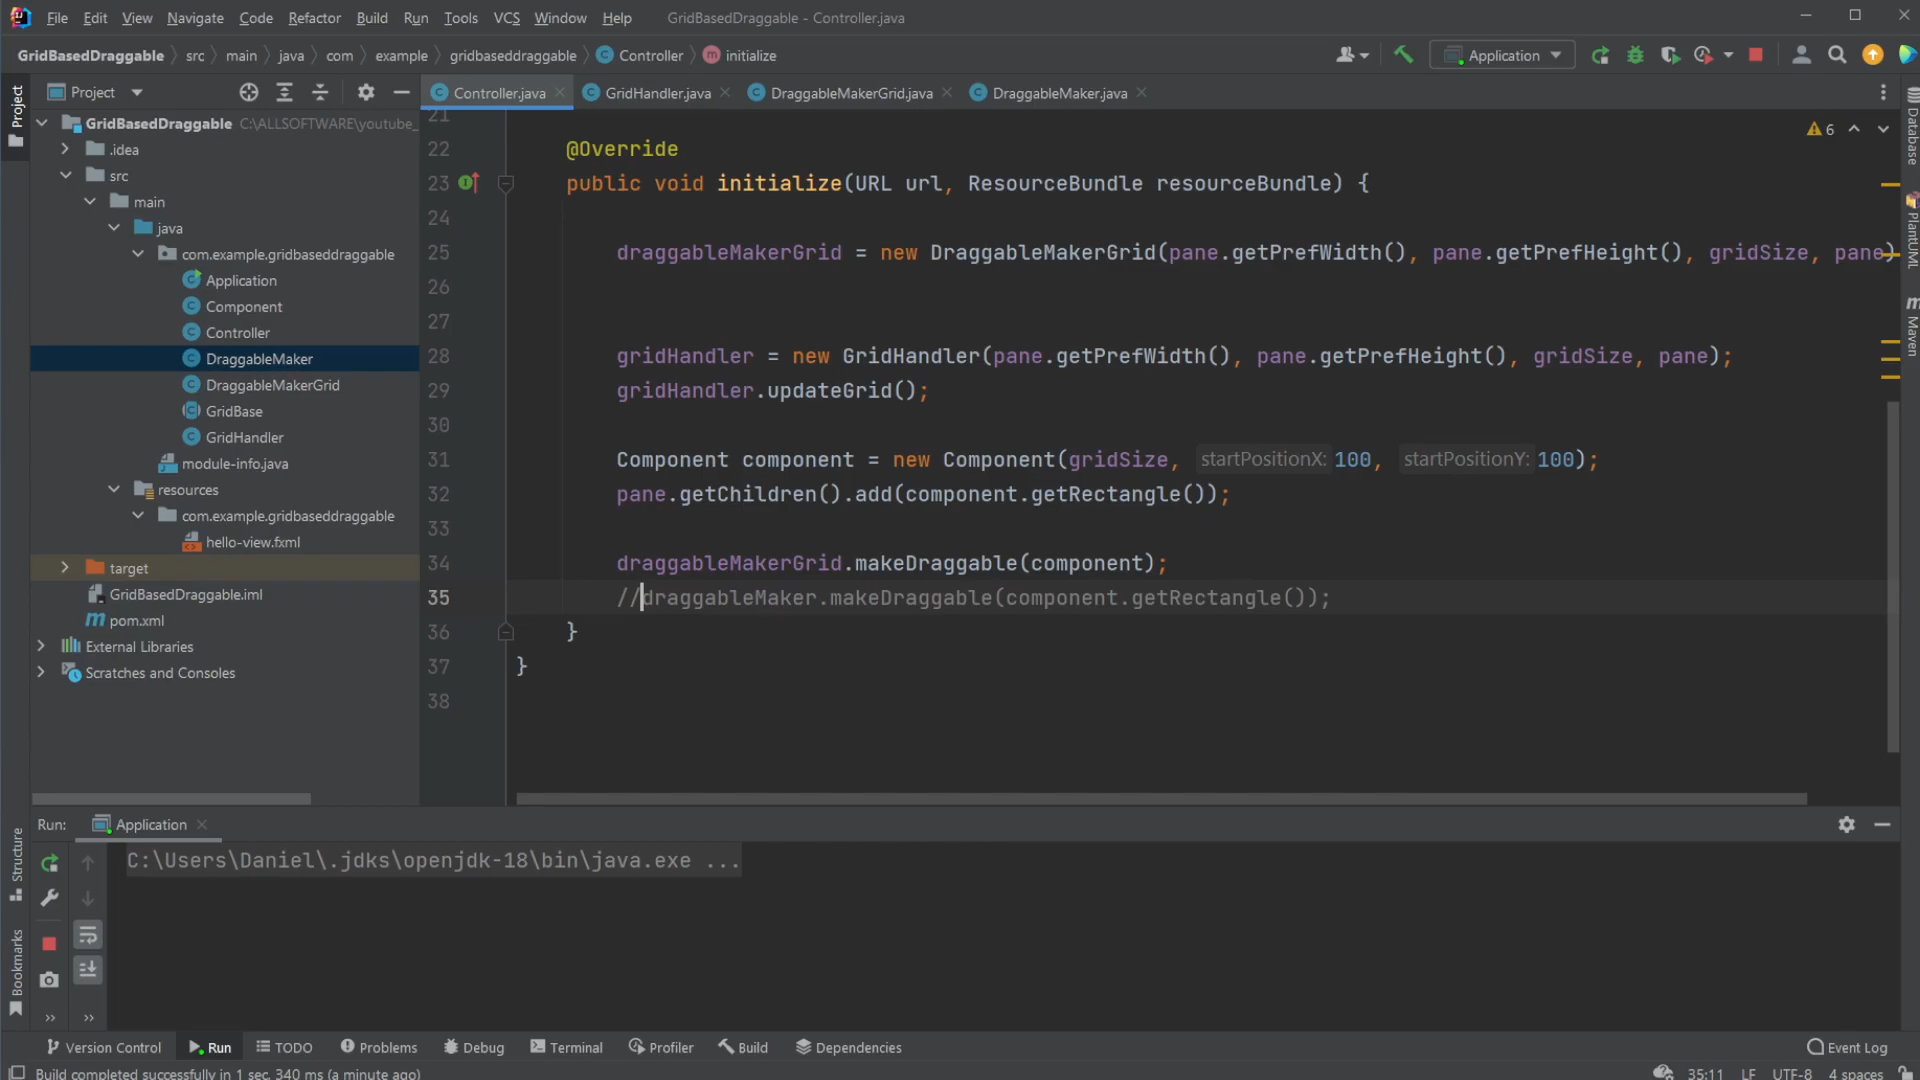 File Edit View Navigate Code Refactor Build Run Tools VCS Window Help GridBasedDraggable - Controller.java
GridBasedDraggable src main java com example gridbaseddraggable Controller initialize Application
Project
Project
Controller.java GridHandler.java DraggableMakerGrid.java DraggableMaker.java
GridBasedDraggable C:\ALLSOFTWARE\youtube_
.idea
src
main
java
com.example.gridbaseddraggable
Application
Component
Controller
DraggableMaker
DraggableMakerGrid
GridBase
GridHandler
module-info.java
resources
com.example.gridbaseddraggable
hello-view.fxml
target
GridBasedDraggable.iml
pom.xml
External Libraries
Scratches and Consoles
6
21
22 @Override
23 public void initialize(URL url, ResourceBundle resourceBundle) {
24
25 draggableMakerGrid = new DraggableMakerGrid(pane.getPrefWidth(), pane.getPrefHeight(), gridSize, pane)
26
27
28 gridHandler = new GridHandler(pane.getPrefWidth(), pane.getPrefHeight(), gridSize, pane);
29 gridHandler.updateGrid();
30
31 Component component = new Component(gridSize, startPositionX: 100, startPositionY: 100);
32 pane.getChildren().add(component.getRectangle());
33
34 draggableMakerGrid.makeDraggable(component);
35 //draggableMaker.makeDraggable(component.getRectangle());
36 }
37 }
38
Database
PlantUML
Maven
Structure
Bookmarks
Run: Application
C:\Users\Daniel\.jdks\openjdk-18\bin\java.exe ...
Version Control Run TODO Problems Debug Terminal Profiler Build Dependencies Event Log
Build completed successfully in 1 sec, 340 ms (a minute ago) 35:11 LF UTF-8 4 spaces